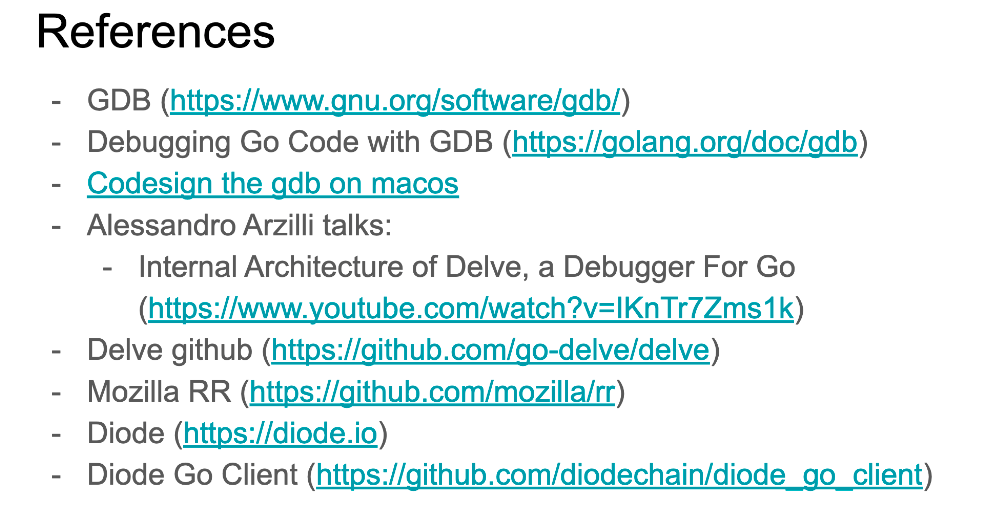 References
- GDB (https://www.gnu.org/software/gdb/)
- Debugging Go Code with GDB (https://golang.org/doc/gdb)
- Codesign the gdb on macos
- Alessandro Arzilli talks:
- Internal Architecture of Delve, a Debugger For Go
(https://www.youtube.com/watch?v=IKnTr7Zms1k)
- Delve github (https://github.com/go-delve/delve)
- Mozilla RR (https://github.com/mozilla/rr)
- Diode (https://diode.io)
- Diode Go Client (https://github.com/diodechain/diode_go_client)